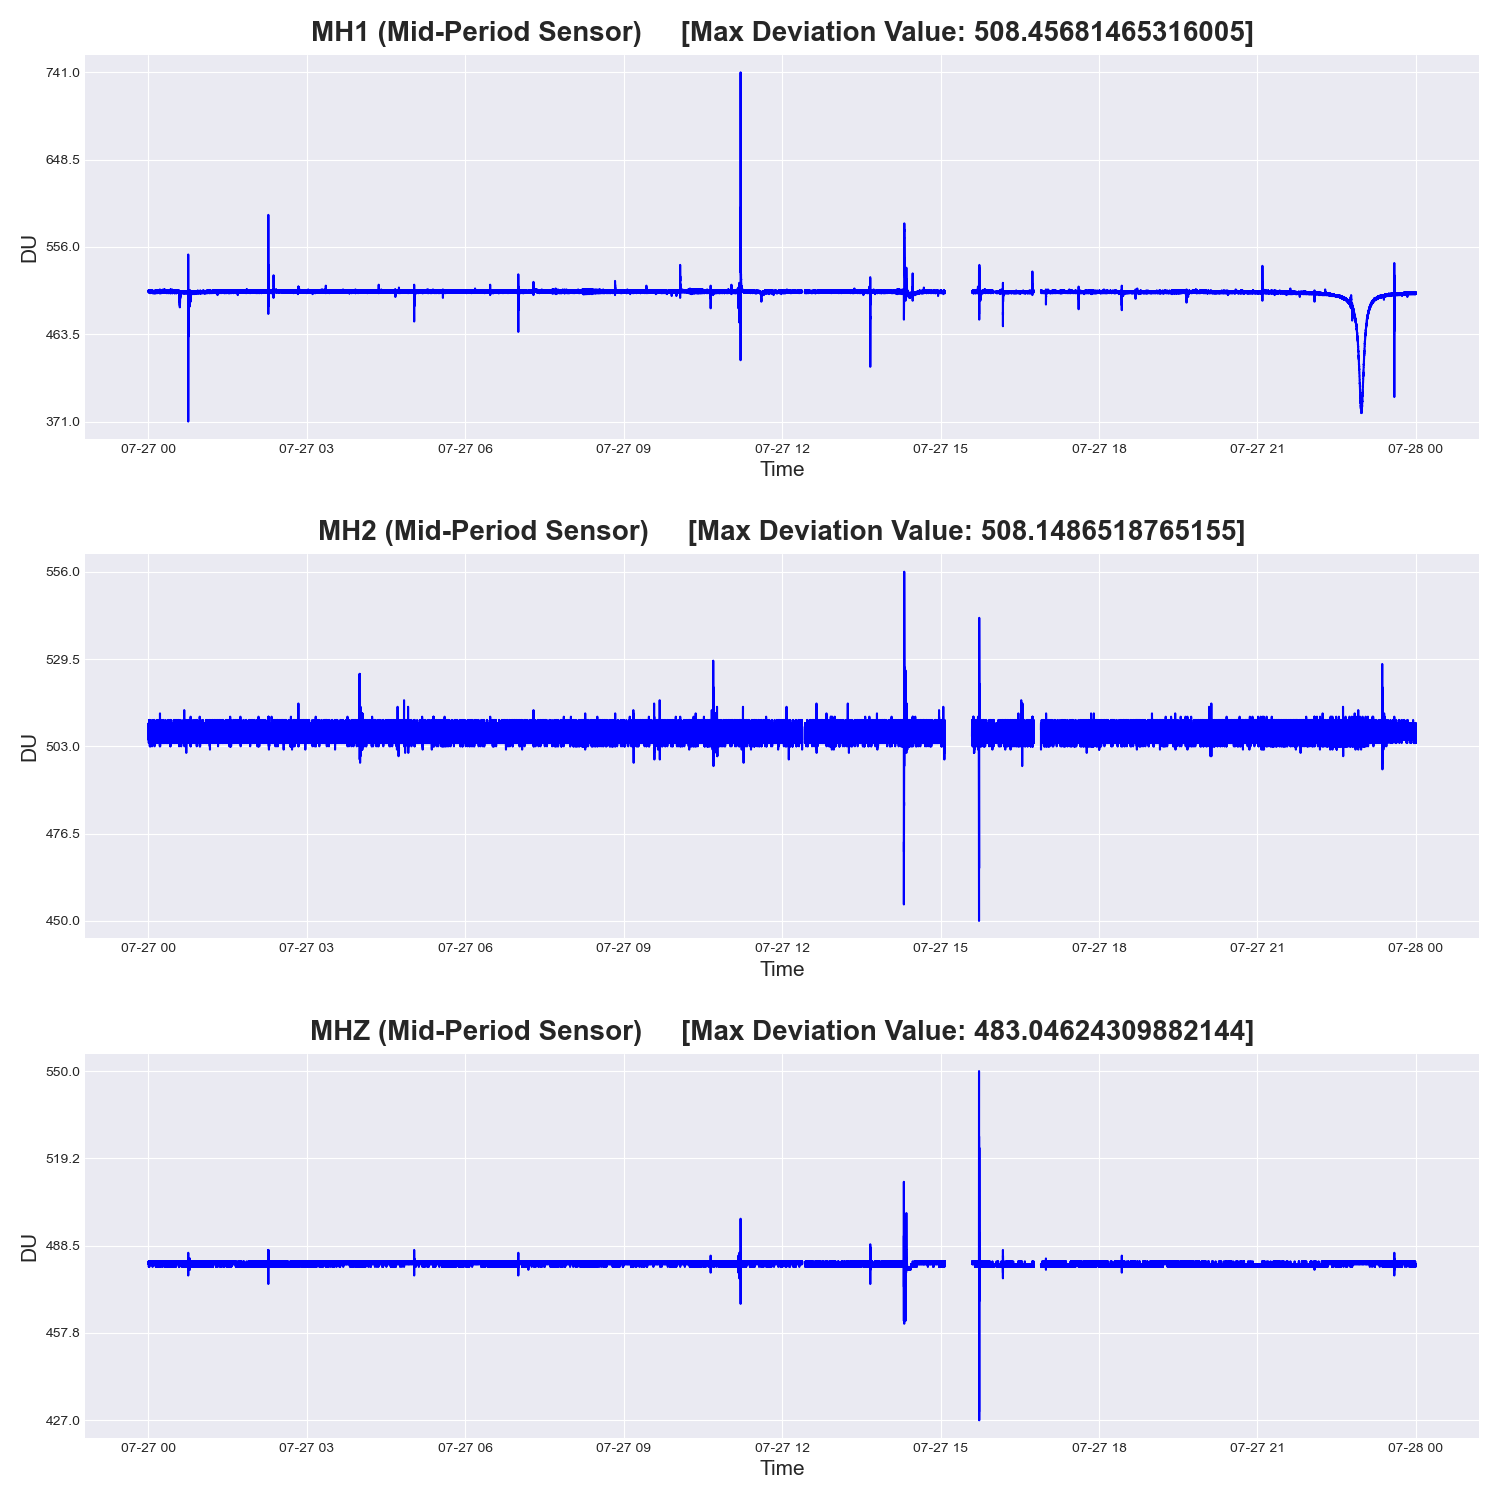 MH1 (Mid-Period Sensor) [Max Deviation Value: 508.45681465316005]
DU
741.0
648.5
556.0
463.5
371.0
07-27 00 07-27 03 07-27 06 07-27 09 07-27 12 07-27 15 07-27 18 07-27 21 07-28 00
Time
MH2 (Mid-Period Sensor) [Max Deviation Value: 508.1486518765155]
DU
556.0
529.5
503.0
476.5
450.0
07-27 00 07-27 03 07-27 06 07-27 09 07-27 12 07-27 15 07-27 18 07-27 21 07-28 00
Time
MHZ (Mid-Period Sensor) [Max Deviation Value: 483.04624309882144]
DU
550.0
519.2
488.5
457.8
427.0
07-27 00 07-27 03 07-27 06 07-27 09 07-27 12 07-27 15 07-27 18 07-27 21 07-28 00
Time